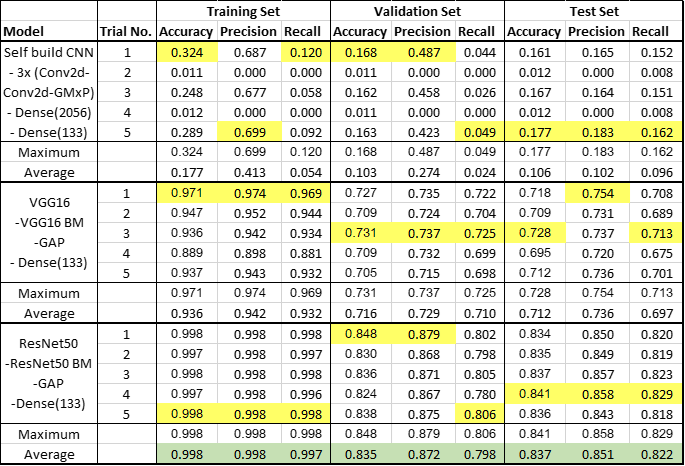 Training Set Validation Set Test Set
Model Trial No. Accuracy Precision Recall Accuracy Precision Recall Accuracy Precision Recall
Self build CNN 1 0.324 0.687 0.120 0.168 0.487 0.044 0.161 0.165 0.152
- 3x (Conv2d- 2 0.011 0.000 0.000 0.011 0.000 0.000 0.012 0.000 0.008
Conv2d-GMxP) 3 0.248 0.677 0.058 0.162 0.458 0.026 0.167 0.164 0.151
- Dense(2056) 4 0.012 0.000 0.000 0.011 0.000 0.000 0.012 0.000 0.008
- Dense(133) 5 0.289 0.699 0.092 0.163 0.423 0.049 0.177 0.183 0.162
Maximum 0.324 0.699 0.120 0.168 0.487 0.049 0.177 0.183 0.162
Average 0.177 0.413 0.054 0.103 0.274 0.024 0.106 0.102 0.096
VGG16 1 0.971 0.974 0.969 0.727 0.735 0.722 0.718 0.754 0.708
-VGG16 BM 2 0.947 0.952 0.944 0.709 0.724 0.704 0.709 0.731 0.689
-GAP 3 0.936 0.942 0.934 0.731 0.737 0.725 0.728 0.737 0.713
- Dense(133) 4 0.889 0.898 0.881 0.709 0.732 0.699 0.695 0.720 0.675
5 0.937 0.943 0.932 0.705 0.715 0.698 0.712 0.736 0.701
Maximum 0.971 0.974 0.969 0.731 0.737 0.725 0.728 0.754 0.713
Average 0.936 0.942 0.932 0.716 0.729 0.710 0.712 0.736 0.697
ResNet50 1 0.998 0.998 0.998 0.848 0.879 0.802 0.834 0.850 0.820
-ResNet50 BM 2 0.997 0.997 0.997 0.830 0.868 0.798 0.835 0.849 0.819
-GAP 3 0.998 0.998 0.998 0.836 0.871 0.805 0.837 0.857 0.823
-Dense(133) 4 0.997 0.998 0.996 0.824 0.867 0.780 0.841 0.858 0.829
5 0.998 0.998 0.998 0.838 0.875 0.806 0.836 0.843 0.818
Maximum 0.998 0.998 0.998 0.848 0.879 0.806 0.841 0.858 0.829
Average 0.998 0.998 0.997 0.835 0.872 0.798 0.837 0.851 0.822